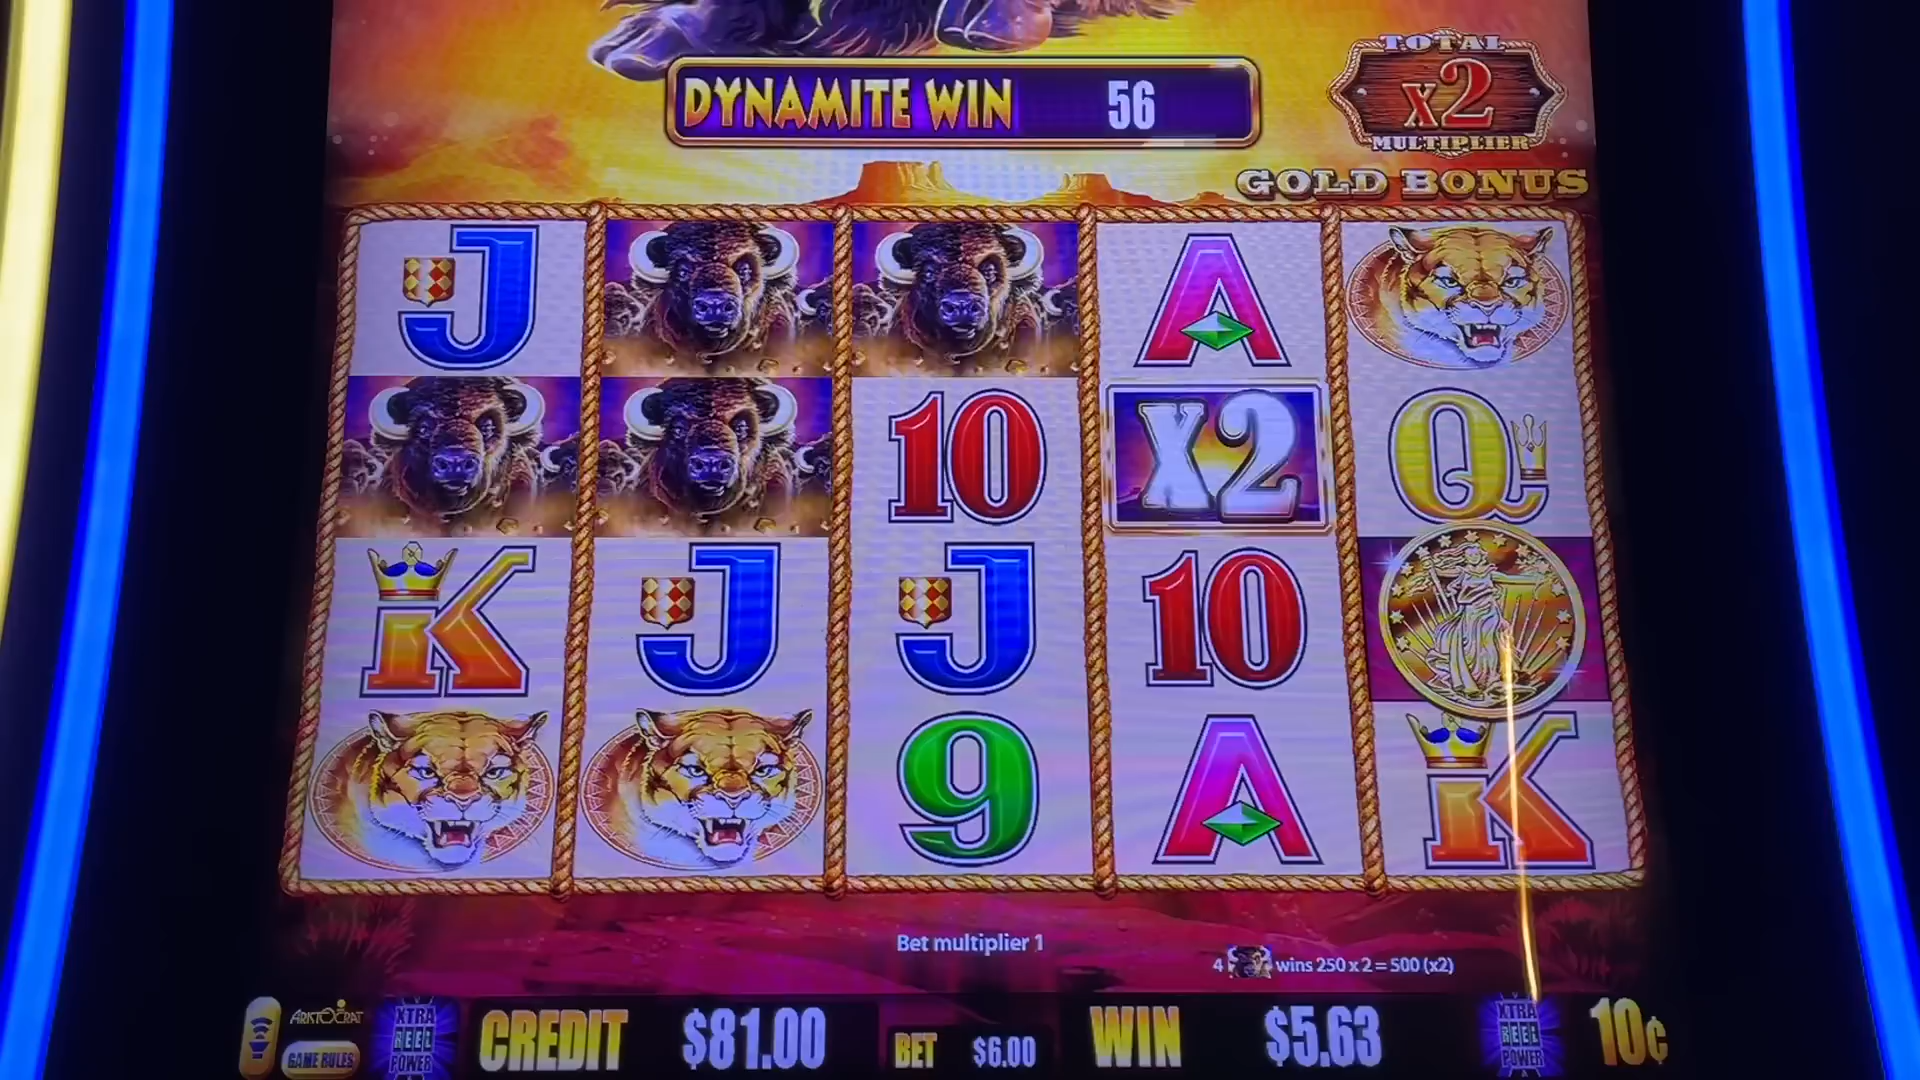 TOTAL
x2
MULTIPLIER
DYNAMITE WIN 56
GOLD BONUS
J A
10 X2 Q
K J J 10
9 A K
Bet multiplier 1
4 wins 250 x 2 = 500 (x2)
ARISTOCRAT
GAME RULES
XTRA
REEL
POWER
CREDIT $81.00
BET $6.00
WIN $5.63
XTRA
REEL
POWER
10¢